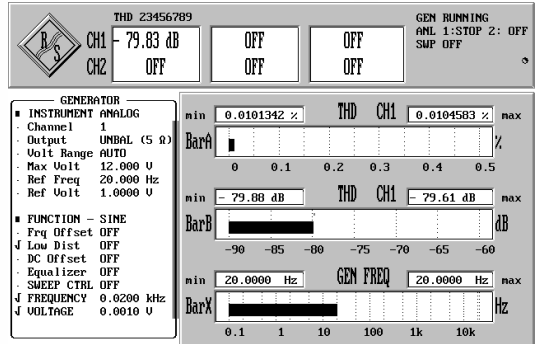 THD 23456789
R S
CH1 - 79.83 dB OFF OFF
CH2 OFF OFF OFF
GEN RUNNING
ANL 1:STOP 2: OFF
SWP OFF
GENERATOR
INSTRUMENT ANALOG
Channel 1
Output UNBAL (5 Ω)
Volt Range AUTO
Max Volt 12.000 V
Ref Freq 20.000 Hz
Ref Volt 1.0000 V
FUNCTION - SINE
Frq Offset OFF
Low Dist OFF
DC Offset OFF
Equalizer OFF
SWEEP CTRL OFF
FREQUENCY 0.0200 kHz
VOLTAGE 0.0010 V
min 0.0101342 % THD CH1 0.0104583 % max
BarA %
0 0.1 0.2 0.3 0.4 0.5
min - 79.88 dB THD CH1 - 79.61 dB max
BarB dB
-90 -85 -80 -75 -70 -65 -60
min 20.0000 Hz GEN FREQ 20.0000 Hz max
BarX Hz
0.1 1 10 100 1k 10k